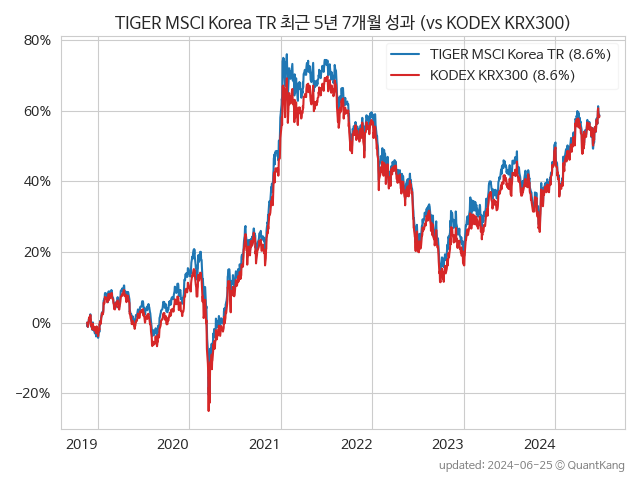 TIGER MSCI Korea TR 최근 5년 7개월 성과 (vs KODEX KRX300)
80%
TIGER MSCI Korea TR (8.6%)
KODEX KRX300 (8.6%)
60%
40%
20%
0%
−20%
2019 2020 2021 2022 2023 2024
updated: 2024-06-25 © QuantKang